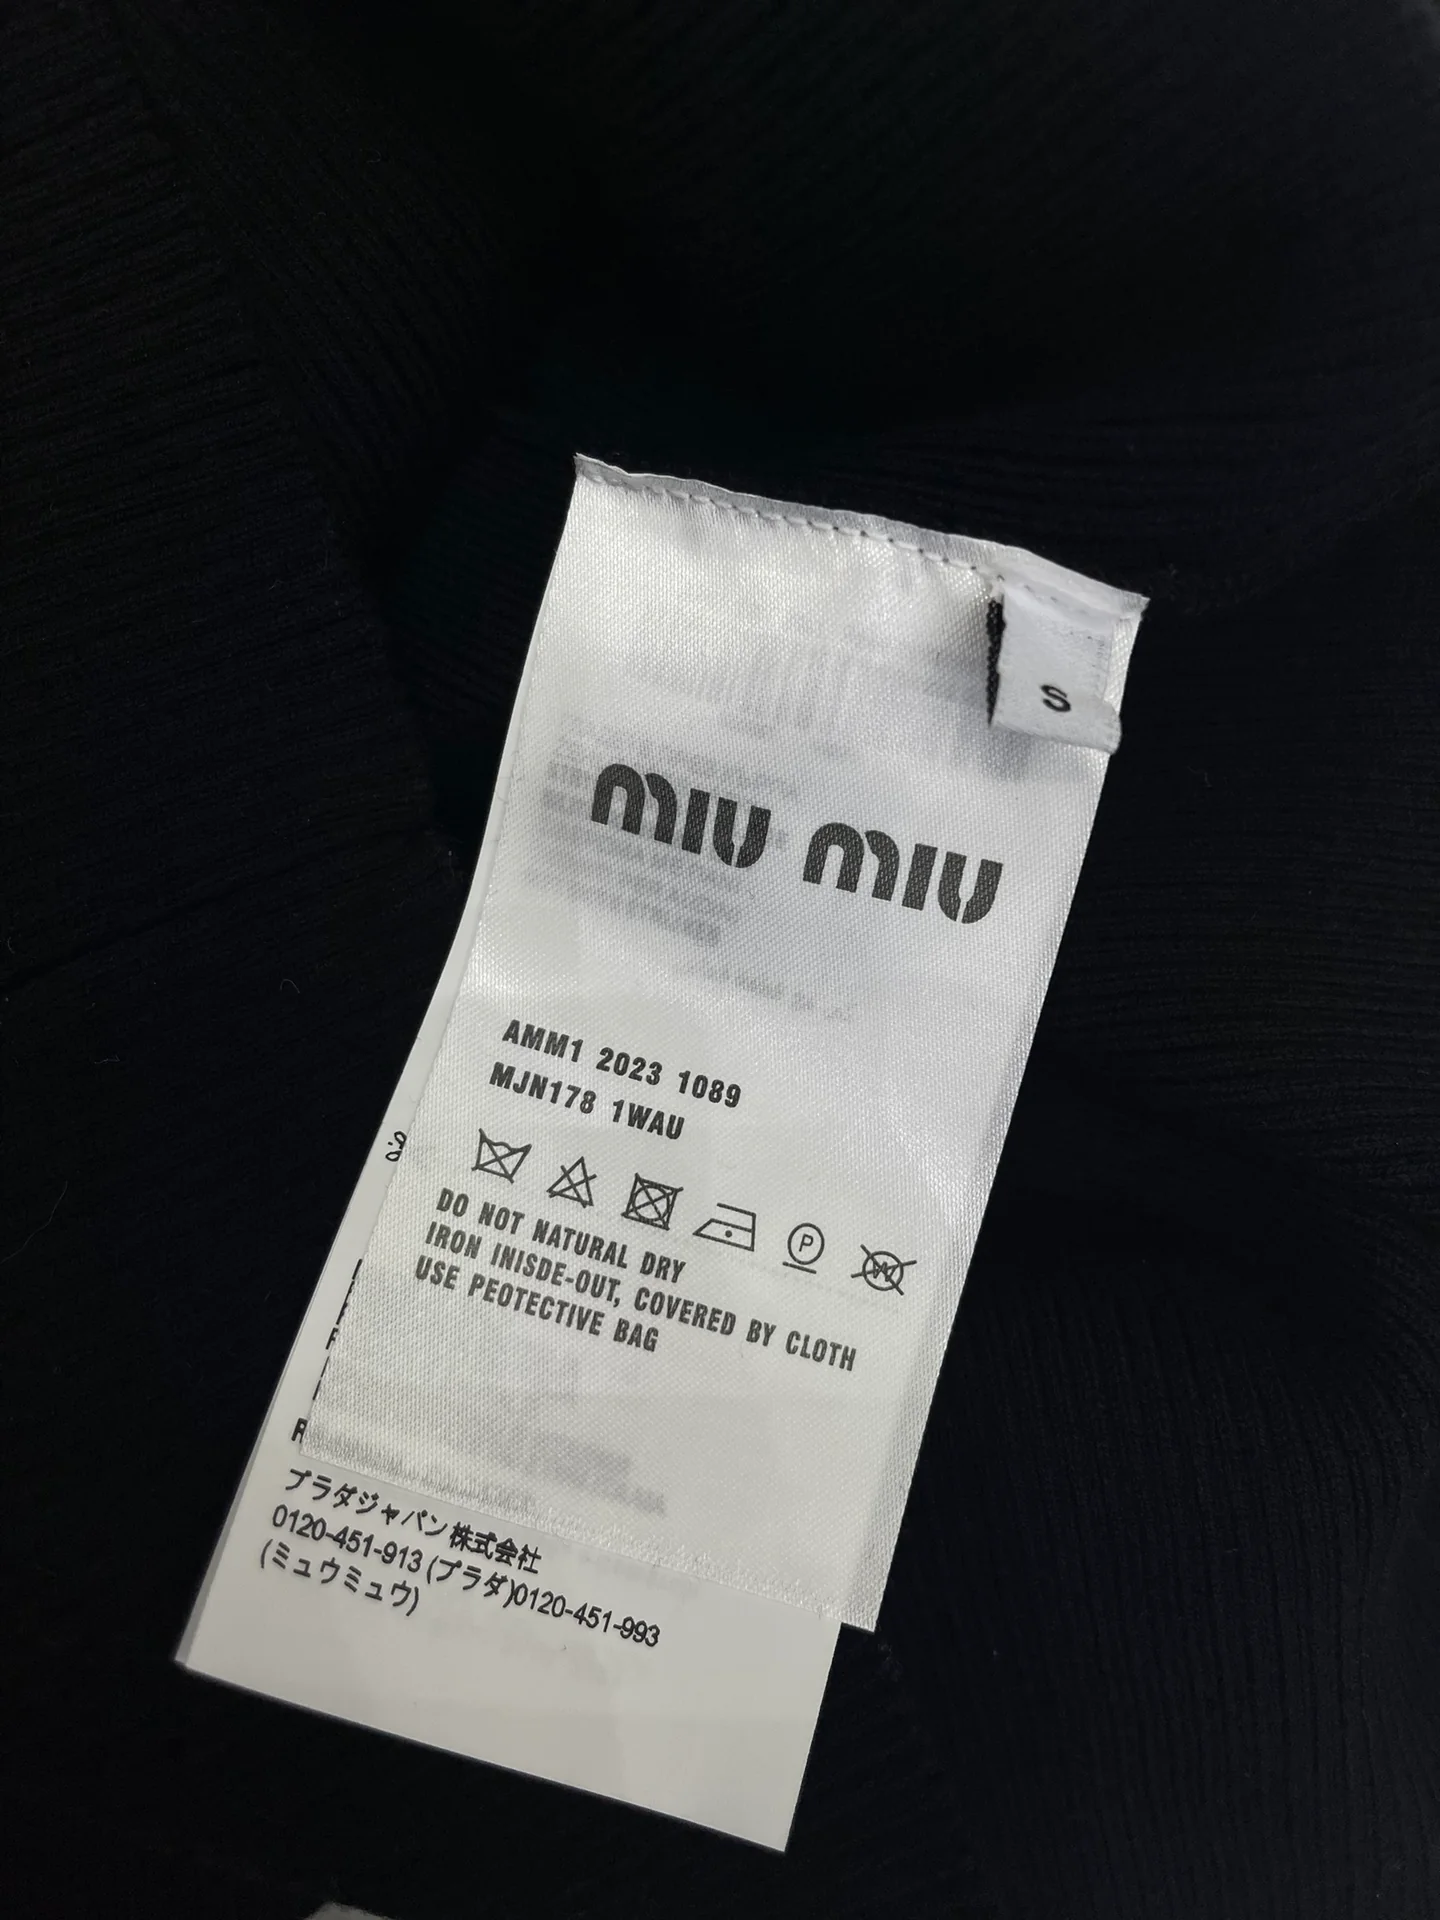 S
miu miu
AMM1 2023 1089
MJN178 1WAU
P W
DO NOT NATURAL DRY
IRON INISDE-OUT, COVERED BY CLOTH
USE PEOTECTIVE BAG
プラダジャパン株式会社
0120-451-913 (プラダ)0120-451-993
(ミュウミュウ)